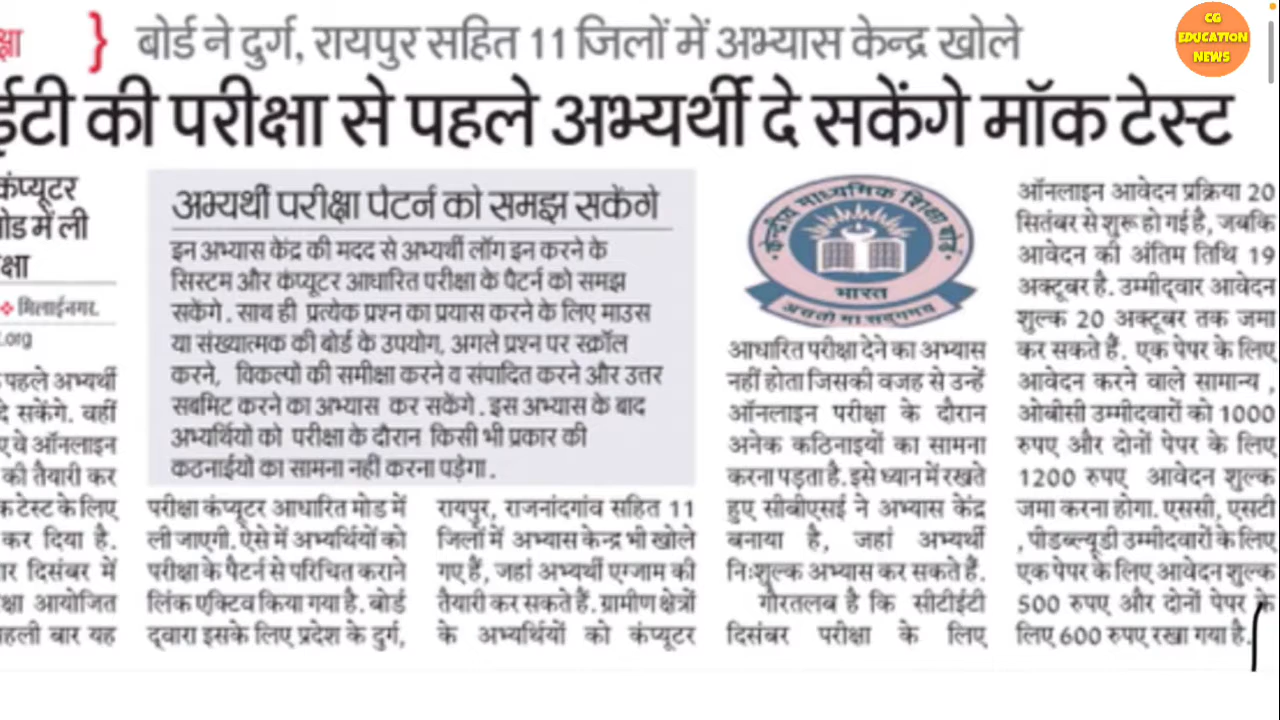 बोर्ड ने दुर्ग, रायपुर सहित 11 जिलों में अभ्यास केन्द्र खोले
CG
EDUCATION
NEWS
ईटी की परीक्षा से पहले अभ्यर्थी दे सकेंगे मॉक टेस्ट
कंप्यूटर
मोड में ली
भिलाईनगर.
.org
पहले अभ्यर्थी
दे सकेंगे. वहीं
ए वे ऑनलाइन
की तैयारी कर
टेस्ट के लिए
कर दिया है.
दिसंबर में
आयोजित
बार यह
अभ्यर्थी परीक्षा पैटर्न को समझ सकेंगे
इन अभ्यास केंद की मदद से अभ्यर्थी लॉग इन करने के
सिस्टम और कंप्यूटर आधारित परीक्षा के पैटर्न को समझ
सकेंगे. साथ ही प्रत्येक प्रश्न का प्रयास करने के लिए माउस
या संख्यात्मक की बोर्ड के उपयोग, अगले प्रश्न पर स्क्रॉल
करने, विकल्पों की समीक्षा करने व संपादित करने और उत्तर
सबमिट करने का अभ्यास कर सकेंगे. इस अभ्यास के बाद
अभ्यर्थियों को परीक्षा के दौरान किसी भी प्रकार की
कठनाईयों का सामना नहीं करना पड़ेगा.
परीक्षा कंप्यूटर आधारित मोड में
ली जाएगी. ऐसे में अभ्यर्थियों को
परीक्षा के पैटर्न से परिचित कराने
लिंक एक्टिव किया गया है. बोर्ड
द्वारा इसके लिए प्रदेश के दुर्ग,
रायपुर, राजनांदगांव सहित 11
जिलों में अभ्यास केन्द्र भी खोले
गए हैं, जहां अभ्यर्थी एग्जाम की
तैयारी कर सकते हैं. ग्रामीण क्षेत्रों
के अभ्यर्थियों को कंप्यूटर
केन्द्रीय माध्यमिक शिक्षा बोर्ड
भारत
असतो मा सद्गमय
आधारित परीक्षा देने का अभ्यास
नहीं होता जिसकी वजह से उन्हें
ऑनलाइन परीक्षा के दौरान
अनेक कठिनाइयों का सामना
करना पड़ता है. इसे ध्यान में रखते
हुए सीबीएसई ने अभ्यास केंद्र
बनाया है, जहां अभ्यर्थी
निःशुल्क अभ्यास कर सकते हैं.
गौरतलब है कि सीटीईटी
दिसंबर परीक्षा के लिए
ऑनलाइन आवेदन प्रक्रिया 20
सितंबर से शुरू हो गई है, जबकि
आवेदन की अंतिम तिथि 19
अक्टूबर है. उम्मीद्वार आवेदन
शुल्क 20 अक्टूबर तक जमा
कर सकते हैं. एक पेपर के लिए
आवेदन करने वाले सामान्य ,
ओबीसी उम्मीदवारों को 1000
रुपए और दोनों पेपर के लिए
1200 रुपए आवेदन शुल्क
जमा करना होगा. एससी, एसटी
, पीडब्ल्यूडी उम्मीदवारों के लिए
एक पेपर के लिए आवेदन शुल्क
500 रुपए और दोनों पेपर के
लिए 600 रुपए रखा गया है.